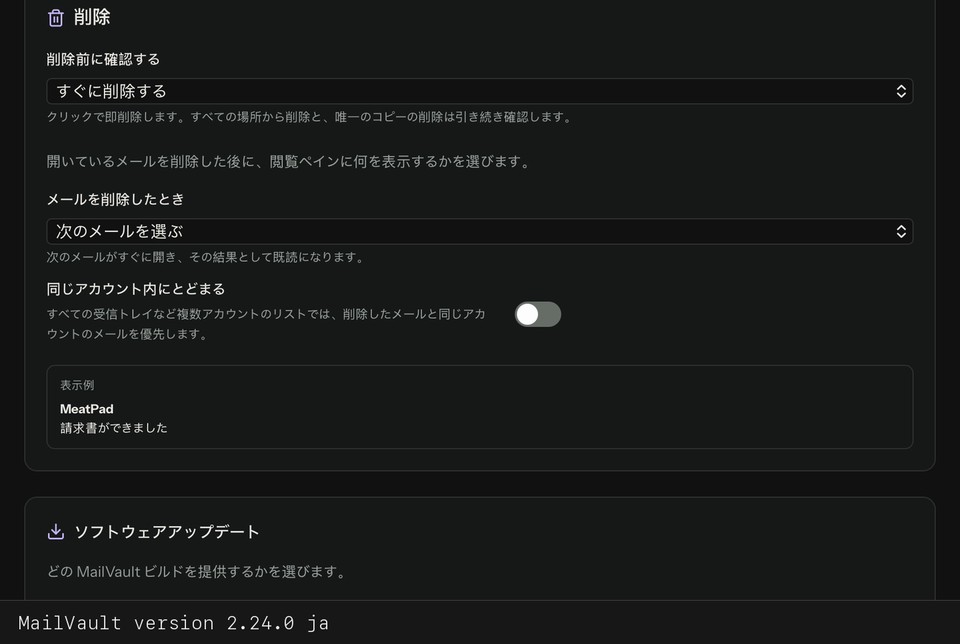 削除
削除前に確認する
すぐに削除する
クリックで即削除します。すべての場所から削除と、唯一のコピーの削除は引き続き確認します。
開いているメールを削除した後に、閲覧ペインに何を表示するかを選びます。
メールを削除したとき
次のメールを選ぶ
次のメールがすぐに開き、その結果として既読になります。
同じアカウント内にとどまる
すべての受信トレイなど複数アカウントのリストでは、削除したメールと同じアカ
ウントのメールを優先します。
表示例
MeatPad
請求書ができました
ソフトウェアアップデート
どの MailVault ビルドを提供するかを選びます。
MailVault version 2.24.0 ja